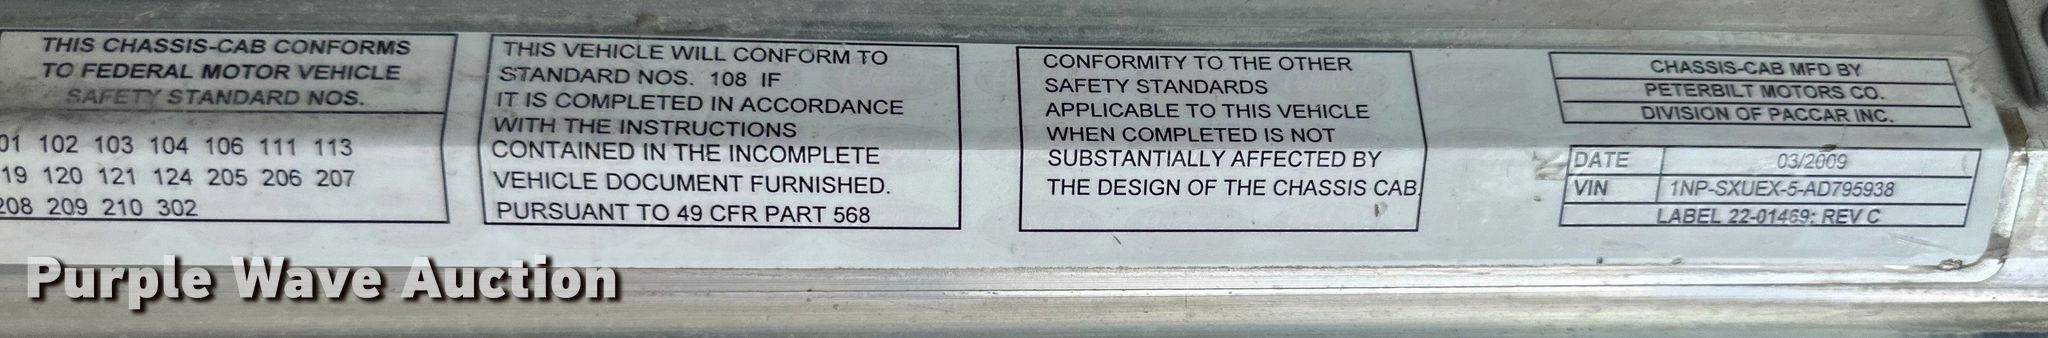 THIS CHASSIS-CAB CONFORMS
TO FEDERAL MOTOR VEHICLE
SAFETY STANDARD NOS.
01 102 103 104 106 111 113
19 120 121 124 205 206 207
208 209 210 302
THIS VEHICLE WILL CONFORM TO
STANDARD NOS. 108 IF
IT IS COMPLETED IN ACCORDANCE
WITH THE INSTRUCTIONS
CONTAINED IN THE INCOMPLETE
VEHICLE DOCUMENT FURNISHED.
PURSUANT TO 49 CFR PART 568
CONFORMITY TO THE OTHER
SAFETY STANDARDS
APPLICABLE TO THIS VEHICLE
WHEN COMPLETED IS NOT
SUBSTANTIALLY AFFECTED BY
THE DESIGN OF THE CHASSIS CAB.
CHASSIS-CAB MFD BY
PETERBILT MOTORS CO.
DIVISION OF PACCAR INC.
DATE 03/2009
VIN 1NP-SXUEX-5-AD795938
LABEL 22-01469: REV C
Purple Wave Auction